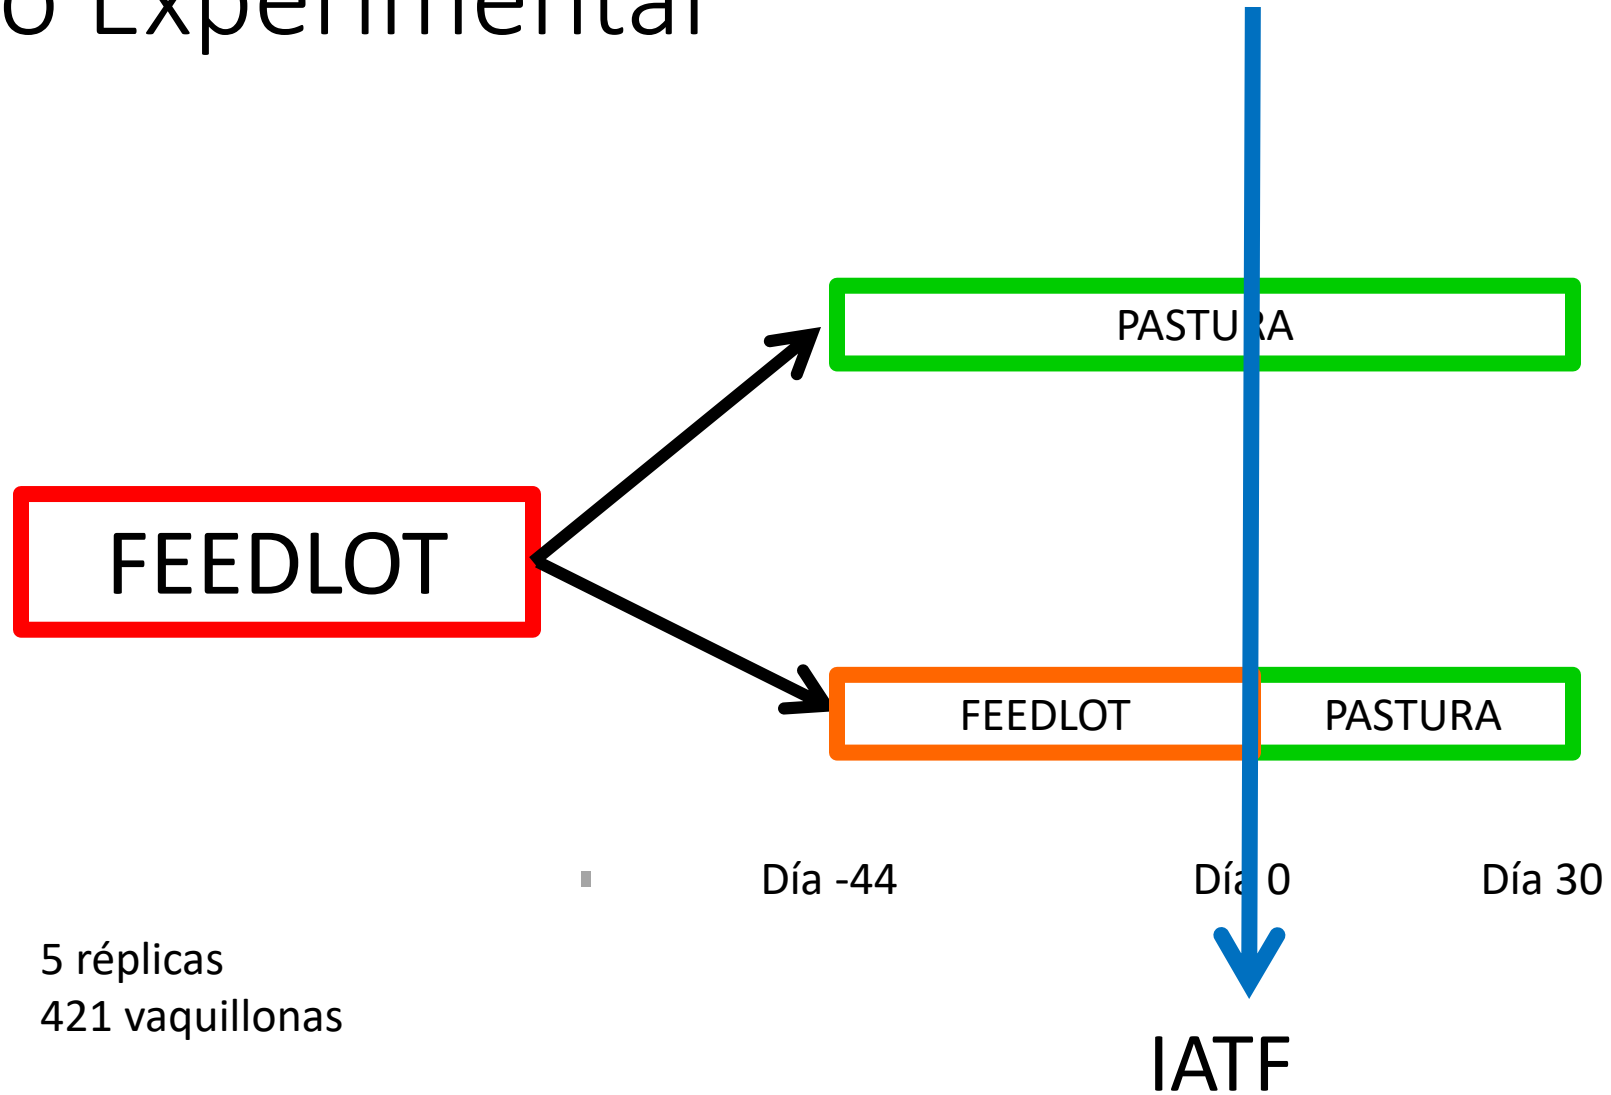 o Experimental
PASTURA
FEEDLOT
FEEDLOT
PASTURA
Día -44
Día 0
Día 30
5 réplicas
421 vaquillonas
IATF